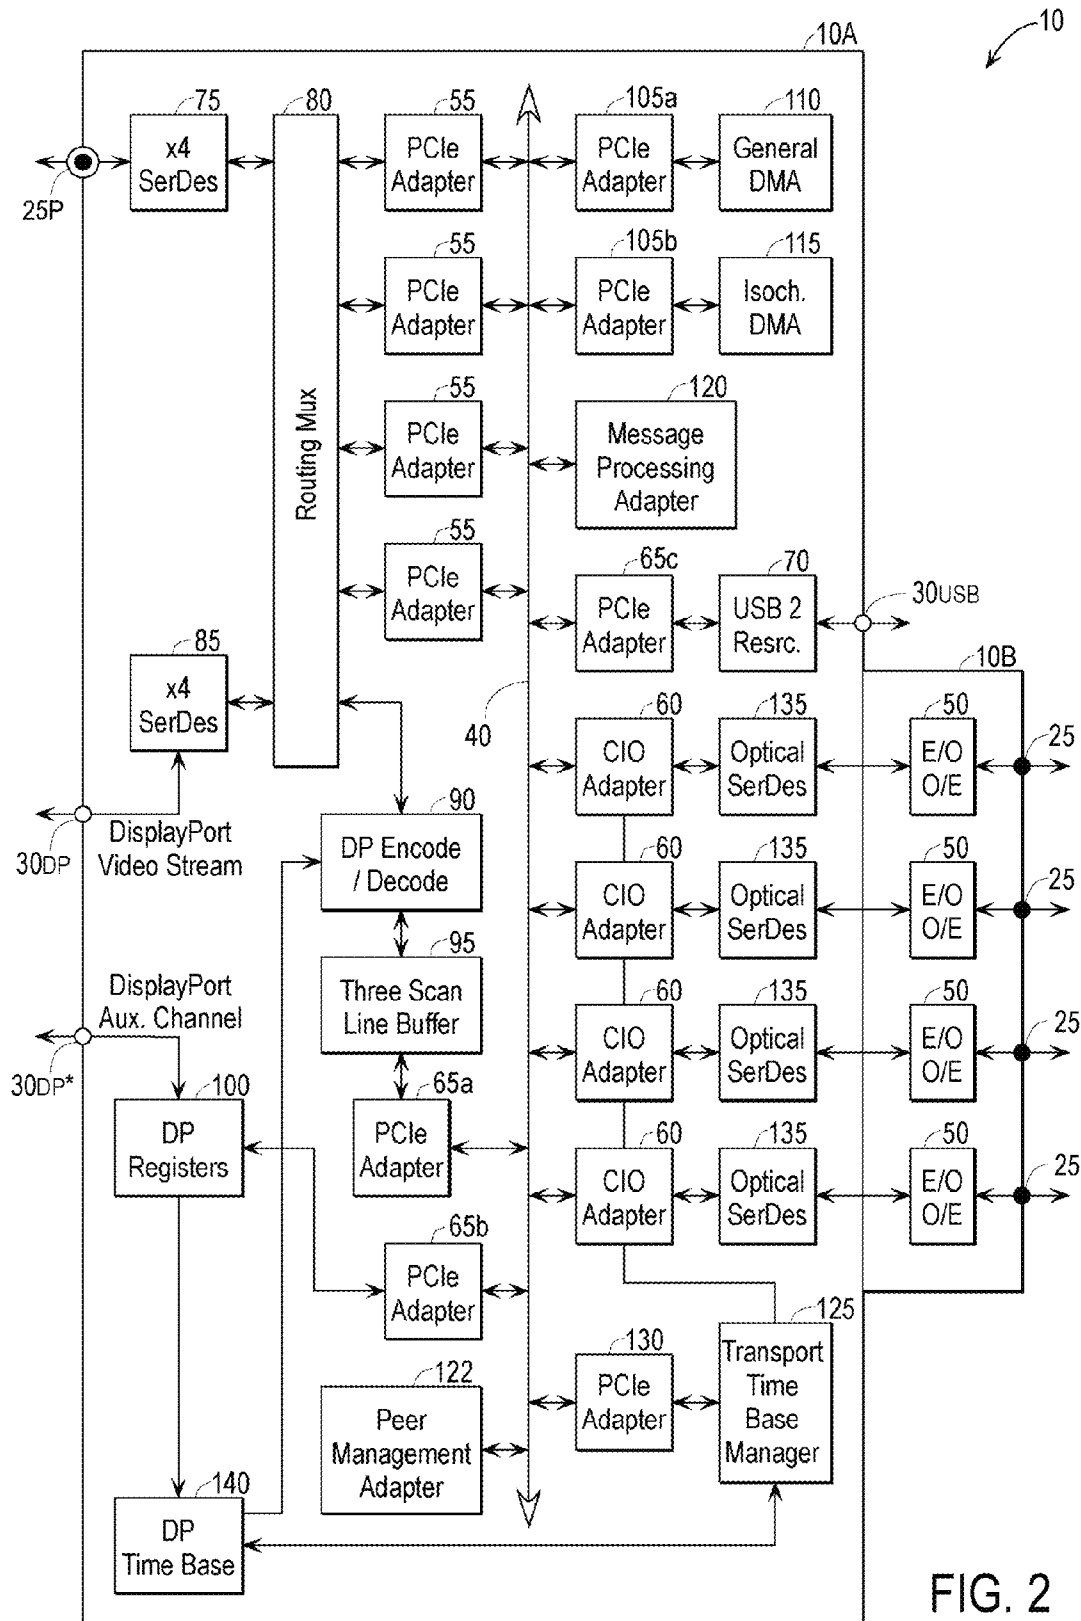 10
10A
75
80
55
105a
110
x4
SerDes
PCIe
Adapter
PCIe
Adapter
General
DMA
25P
55
105b
115
PCIe
Adapter
PCIe
Adapter
Isoch.
DMA
55
120
PCIe
Adapter
Message
Processing
Adapter
Routing Mux
55
65c
70
PCIe
Adapter
PCIe
Adapter
USB 2
Resrc.
30USB
85
10B
x4
SerDes
40
60
135
50
25
CIO
Adapter
Optical
SerDes
E/O
O/E
30DP
DisplayPort
Video Stream
90
DP Encode
/ Decode
60
135
50
25
CIO
Adapter
Optical
SerDes
E/O
O/E
95
Three Scan
Line Buffer
DisplayPort
Aux. Channel
30DP*
60
135
50
25
CIO
Adapter
Optical
SerDes
E/O
O/E
100
DP
Registers
65a
PCIe
Adapter
60
135
50
25
CIO
Adapter
Optical
SerDes
E/O
O/E
65b
PCIe
Adapter
122
Peer
Management
Adapter
130
PCIe
Adapter
125
Transport
Time
Base
Manager
140
DP
Time Base
FIG. 2